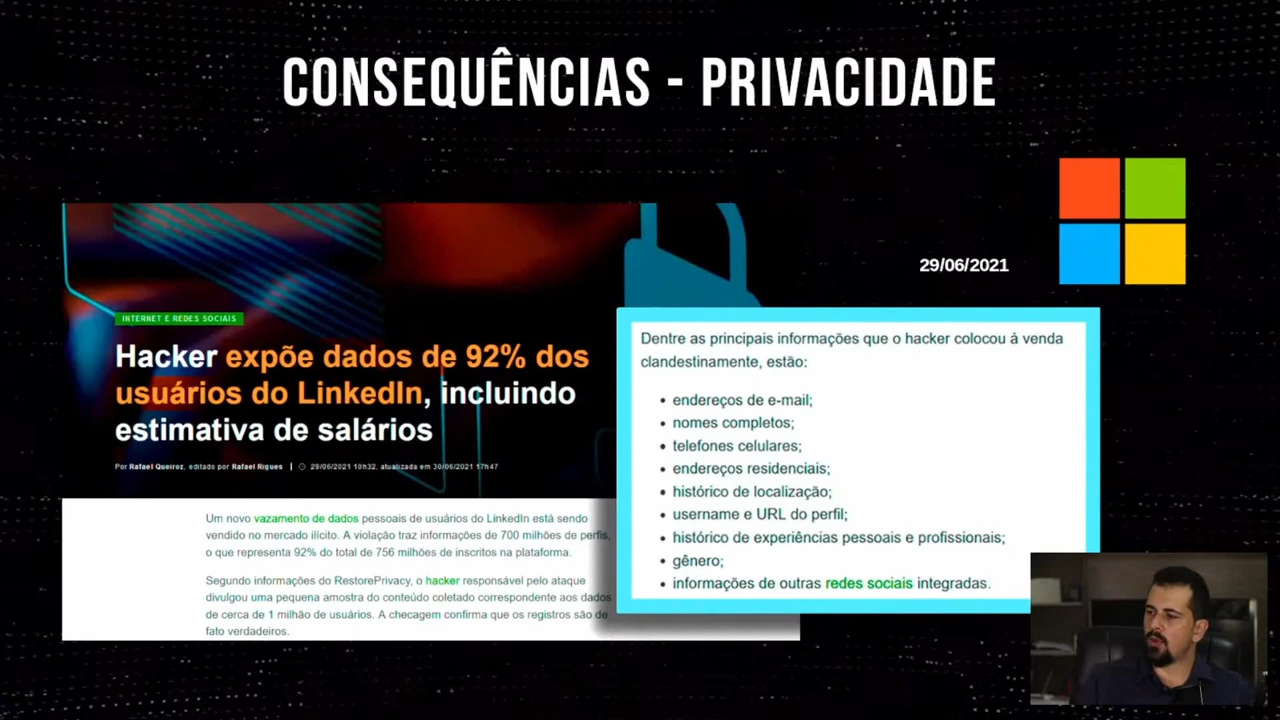 CONSEQUÊNCIAS - PRIVACIDADE
29/06/2021
INTERNET E REDES SOCIAIS
Hacker expõe dados de 92% dos
usuários do LinkedIn, incluindo
estimativa de salários
Por Rafael Queiroz, editado por Rafael Rigues | 29/06/2021 10h32, atualizada em 30/06/2021 17h47
Um novo vazamento de dados pessoais de usuários do LinkedIn está sendo
vendido no mercado ilícito. A violação traz informações de 700 milhões de perfis,
o que representa 92% do total de 756 milhões de inscritos na plataforma.
Segundo informações do RestorePrivacy, o hacker responsável pelo ataque
divulgou uma pequena amostra do conteúdo coletado correspondente aos dados
de cerca de 1 milhão de usuários. A checagem confirma que os registros são de
fato verdadeiros.
Dentre as principais informações que o hacker colocou à venda
clandestinamente, estão:
• endereços de e-mail;
• nomes completos;
• telefones celulares;
• endereços residenciais;
• histórico de localização;
• username e URL do perfil;
• histórico de experiências pessoais e profissionais;
• gênero;
• informações de outras redes sociais integradas.